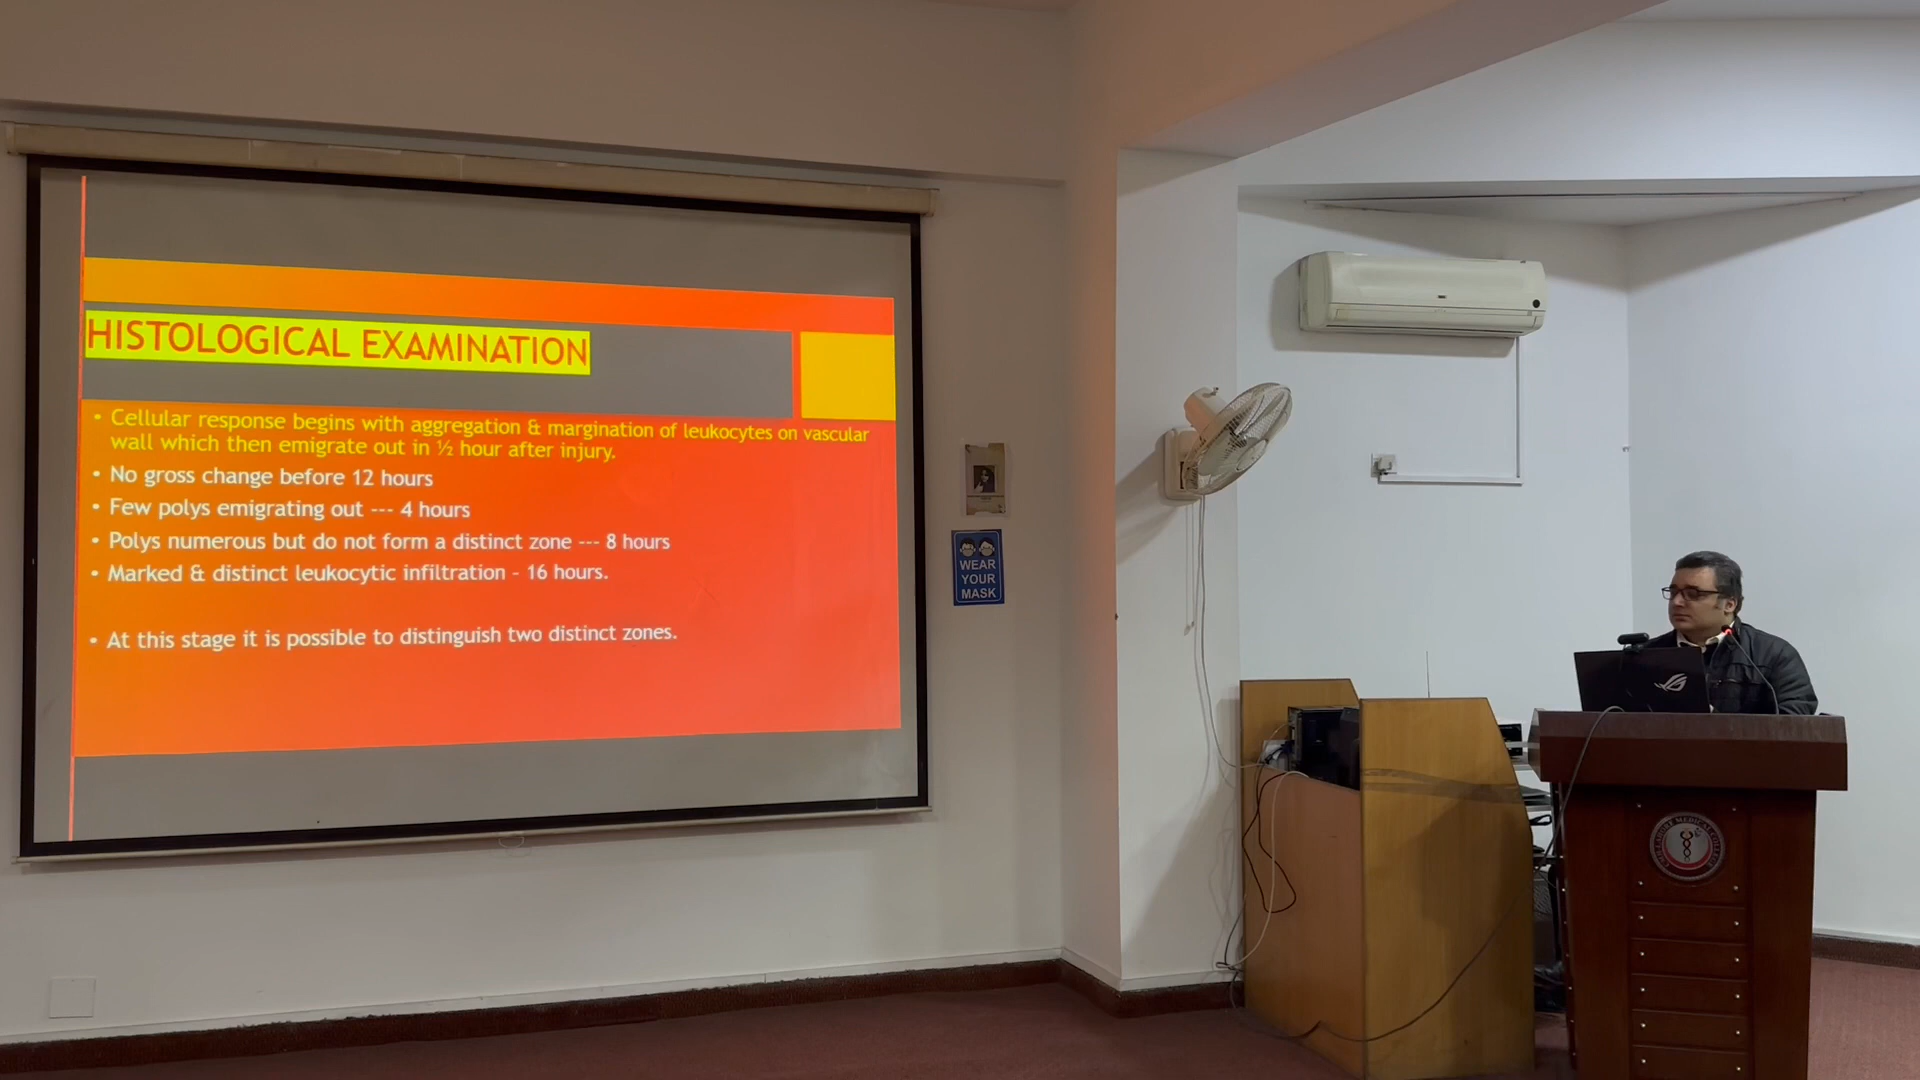 HISTOLOGICAL EXAMINATION
• Cellular response begins with aggregation & margination of leukocytes on vascular
wall which then emigrate out in ½ hour after injury.
• No gross change before 12 hours
• Few polys emigrating out --- 4 hours
• Polys numerous but do not form a distinct zone --- 8 hours
• Marked & distinct leukocytic infiltration – 16 hours.
• At this stage it is possible to distinguish two distinct zones.
WEAR
YOUR
MASK
LAHORE MEDICAL COLLEGE